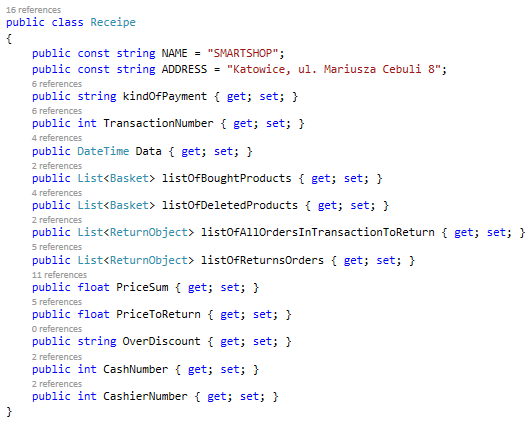 16 references
public class Receipe
{
public const string NAME = "SMARTSHOP";
public const string ADDRESS = "Katowice, ul. Mariusza Cebuli 8";
6 references
public string kindOfPayment { get; set; }
6 references
public int TransactionNumber { get; set; }
4 references
public DateTime Data { get; set; }
2 references
public List<Basket> listOfBoughtProducts { get; set; }
4 references
public List<Basket> listOfDeletedProducts { get; set; }
2 references
public List<ReturnObject> listOfAllOrdersInTransactionToReturn { get; set; }
5 references
public List<ReturnObject> listOfReturnsOrders { get; set; }
11 references
public float PriceSum { get; set; }
5 references
public float PriceToReturn { get; set; }
0 references
public string OverDiscount { get; set; }
2 references
public int CashNumber { get; set; }
2 references
public int CashierNumber { get; set; }
}